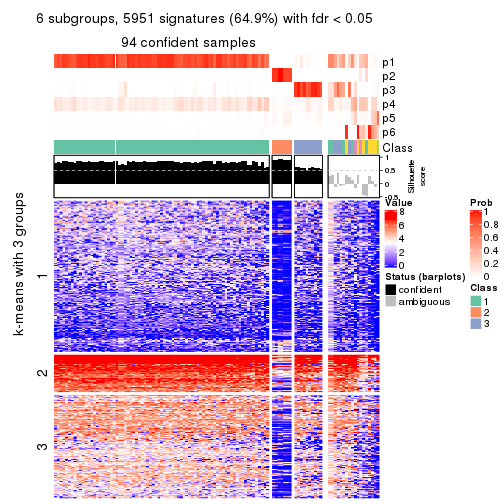 6 subgroups, 5951 signatures (64.9%) with fdr < 0.05
94 confident samples
p1
p2
p3
p4
p5
p6
Class
1
0.5
0
-0.5
Silhouette
score
k-means with 3 groups
1
2
3
Value
8
6
4
2
0
Status (barplots)
confident
ambiguous
Prob
1
0.8
0.6
0.4
0.2
0
Class
1
2
3